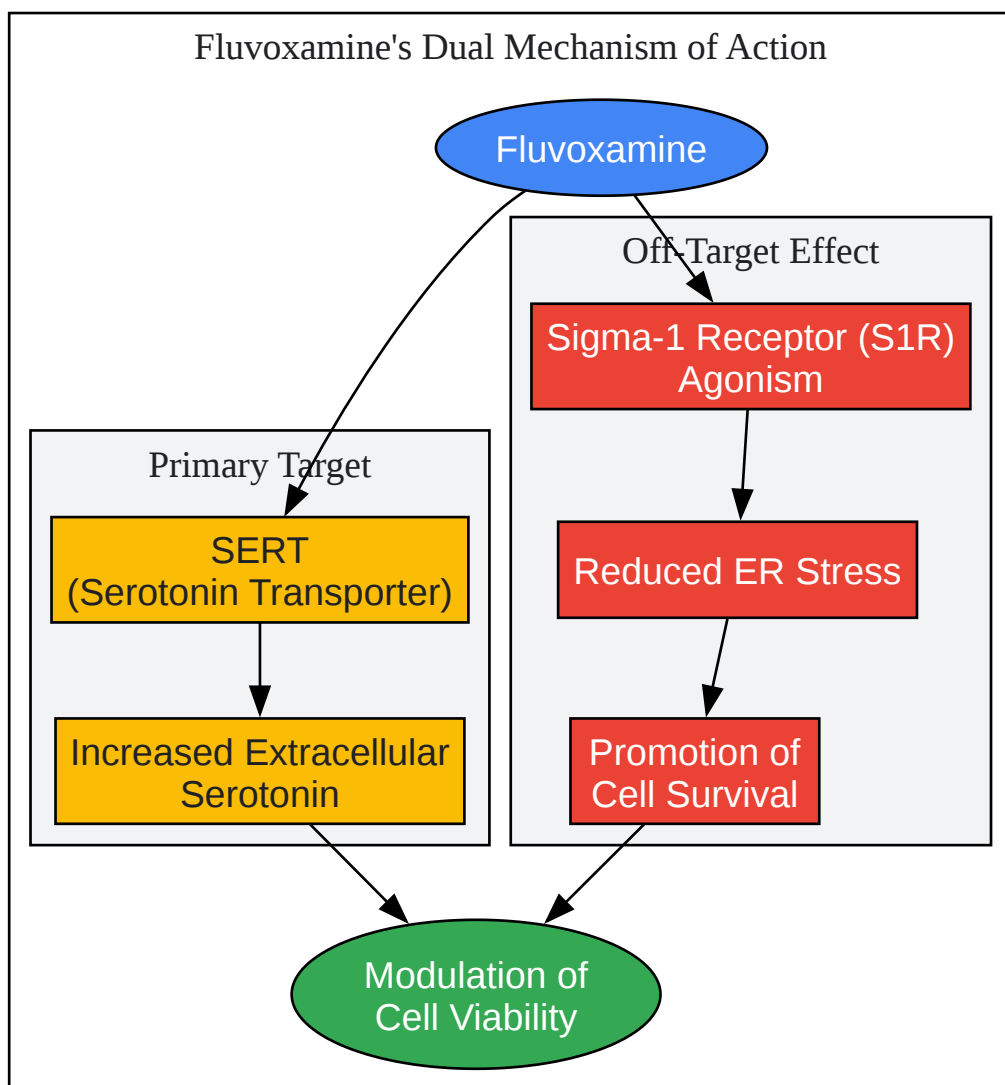 Fluvoxamine's Dual Mechanism of Action
Fluvoxamine
Off-Target Effect
Sigma-1 Receptor (S1R)
Agonism
Primary Target
SERT
(Serotonin Transporter)
Reduced ER Stress
Increased Extracellular
Serotonin
Promotion of
Cell Survival
Modulation of
Cell Viability